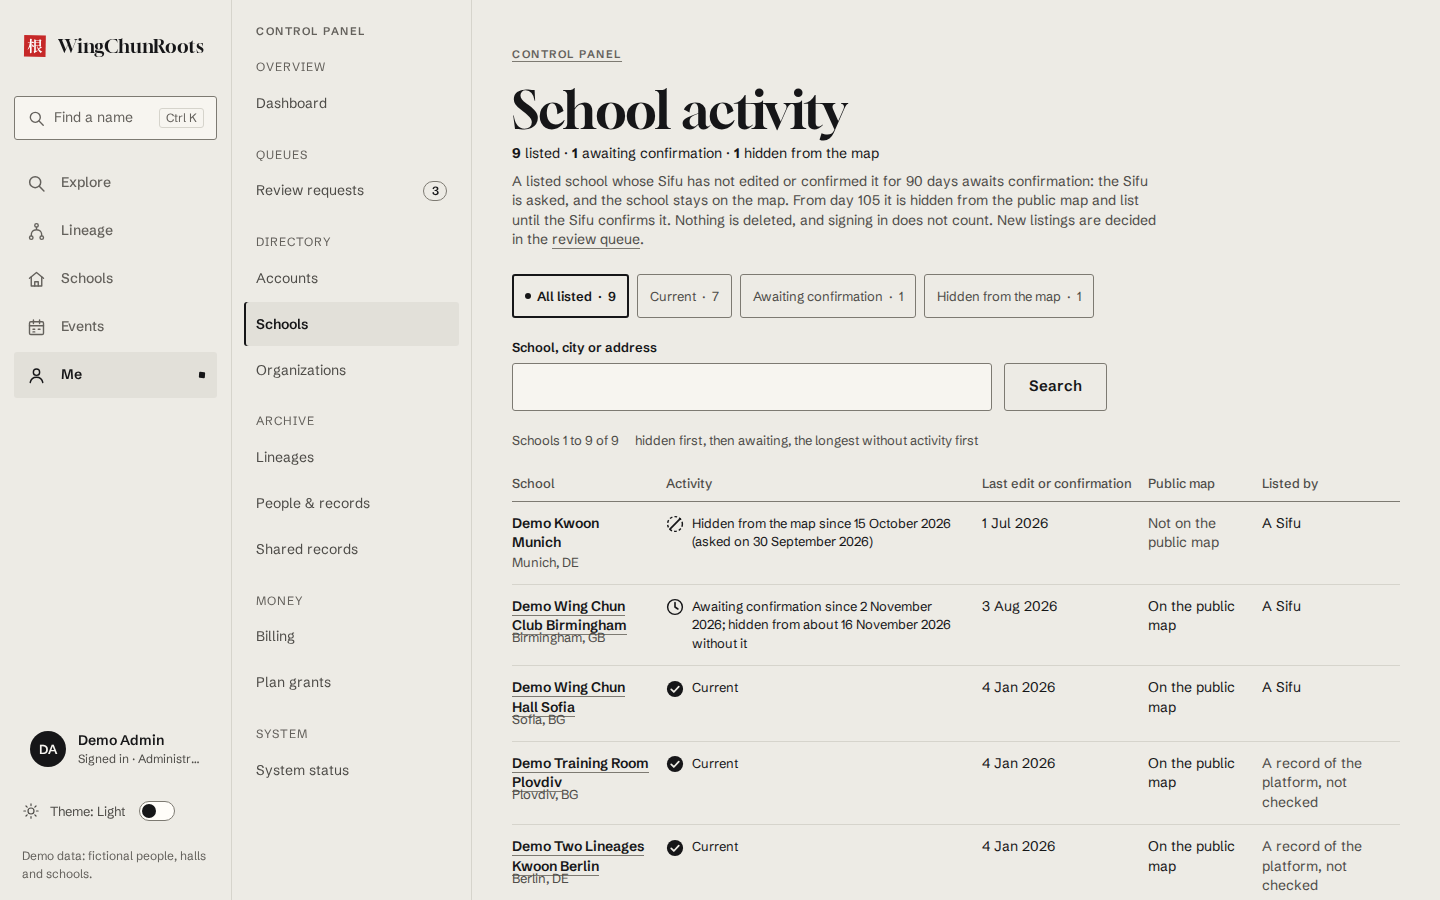 根 WingChunRoots
Find a name Ctrl K
Explore
Lineage
Schools
Events
Me
DA Demo Admin
Signed in · Administr…
Theme: Light
Demo data: fictional people, halls
and schools.
CONTROL PANEL
OVERVIEW
Dashboard
QUEUES
Review requests 3
DIRECTORY
Accounts
Schools
Organizations
ARCHIVE
Lineages
People & records
Shared records
MONEY
Billing
Plan grants
SYSTEM
System status
CONTROL PANEL
School activity
9 listed · 1 awaiting confirmation · 1 hidden from the map
A listed school whose Sifu has not edited or confirmed it for 90 days awaits confirmation: the Sifu
is asked, and the school stays on the map. From day 105 it is hidden from the public map and list
until the Sifu confirms it. Nothing is deleted, and signing in does not count. New listings are decided
in the review queue.
All listed · 9 Current · 7 Awaiting confirmation · 1 Hidden from the map · 1
School, city or address
Search
Schools 1 to 9 of 9 hidden first, then awaiting, the longest without activity first
School Activity Last edit or confirmation Public map Listed by
Demo Kwoon Hidden from the map since 15 October 2026 1 Jul 2026 Not on the A Sifu
Munich (asked on 30 September 2026) public map
Munich, DE
Demo Wing Chun Awaiting confirmation since 2 November 3 Aug 2026 On the public A Sifu
Club Birmingham 2026; hidden from about 16 November 2026 map
Birmingham, GB without it
Demo Wing Chun Current 4 Jan 2026 On the public A Sifu
Hall Sofia map
Sofia, BG
Demo Training Room Current 4 Jan 2026 On the public A record of the
Plovdiv map platform, not
Plovdiv, BG checked
Demo Two Lineages Current 4 Jan 2026 On the public A record of the
Kwoon Berlin map platform, not
Berlin, DE checked